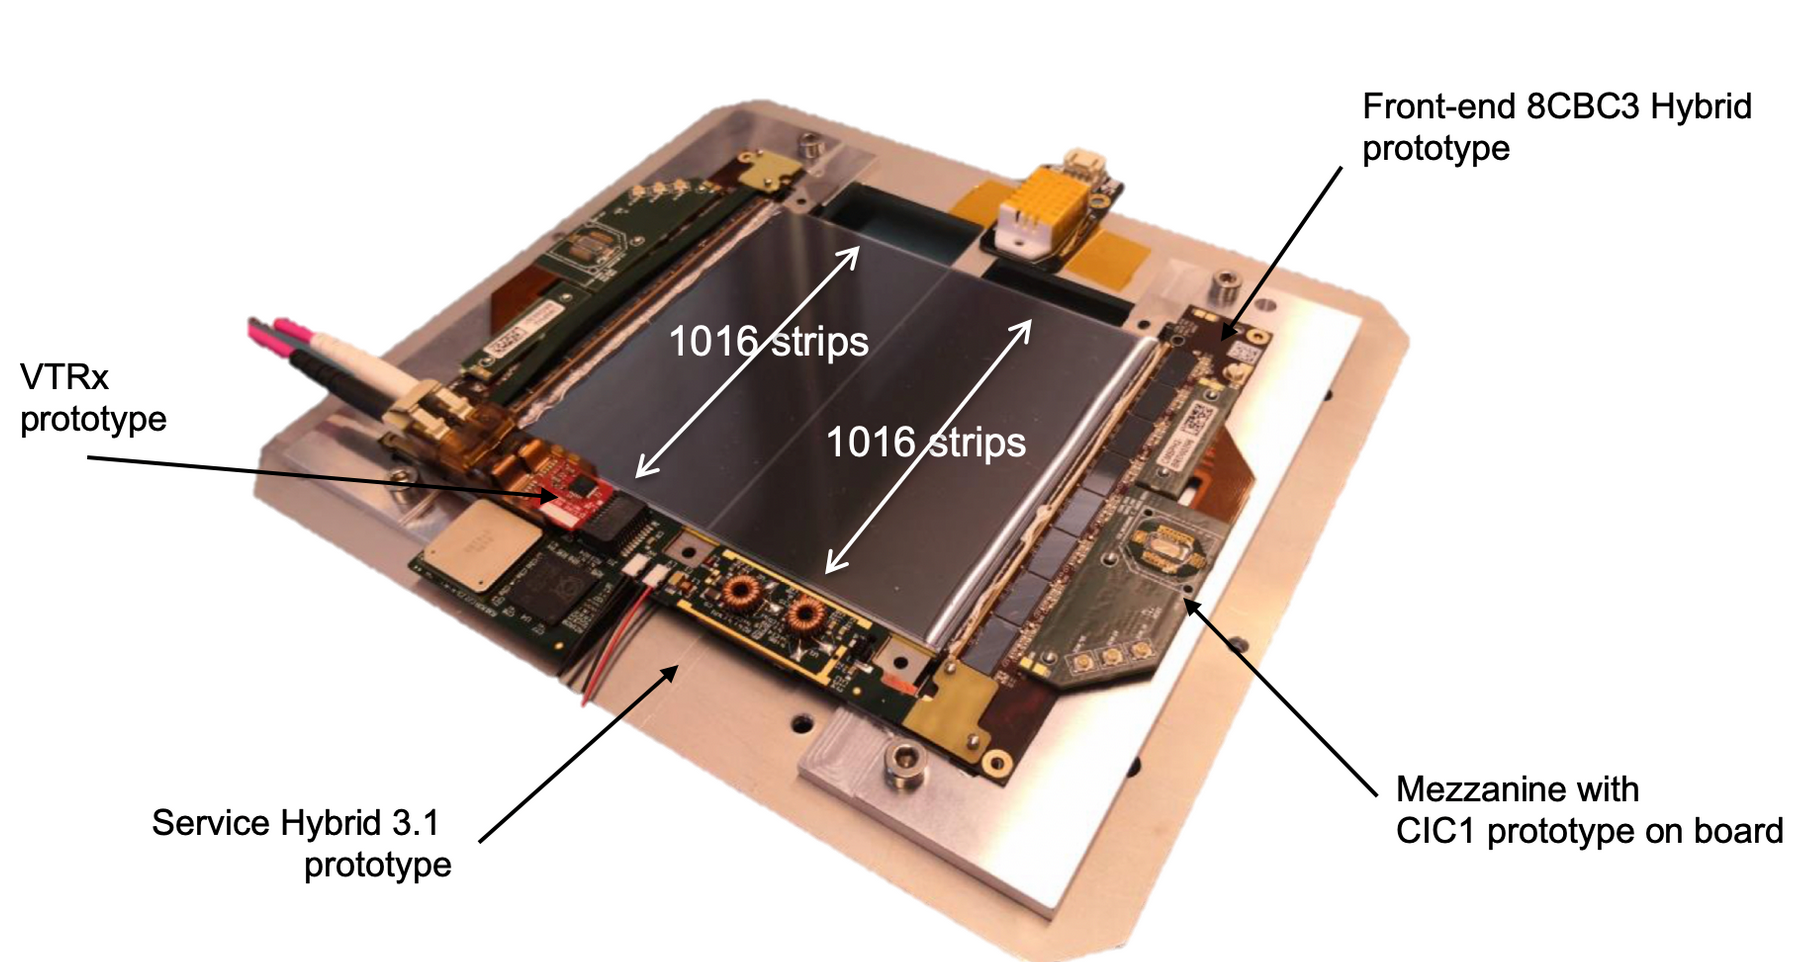 Front-end 8CBC3 Hybrid
prototype
1016 strips
VTRx
prototype
1016 strips
Mezzanine with
CIC1 prototype on board
Service Hybrid 3.1
prototype